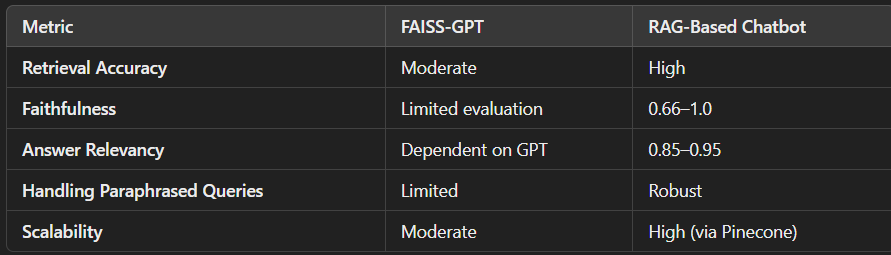 Metric FAISS-GPT RAG-Based Chatbot
Retrieval Accuracy Moderate High
Faithfulness Limited evaluation 0.66–1.0
Answer Relevancy Dependent on GPT 0.85–0.95
Handling Paraphrased Queries Limited Robust
Scalability Moderate High (via Pinecone)